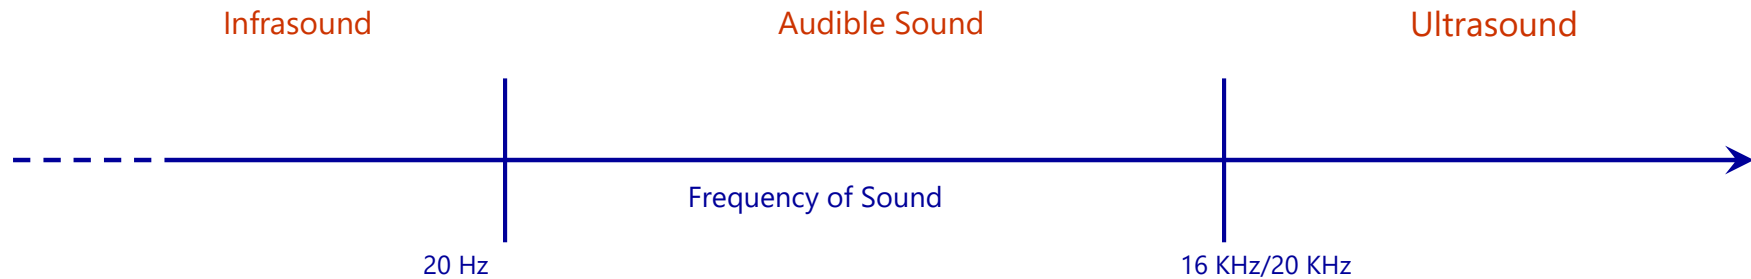 Infrasound
Audible Sound
Ultrasound
Frequency of Sound
20 Hz
16 KHz/20 KHz